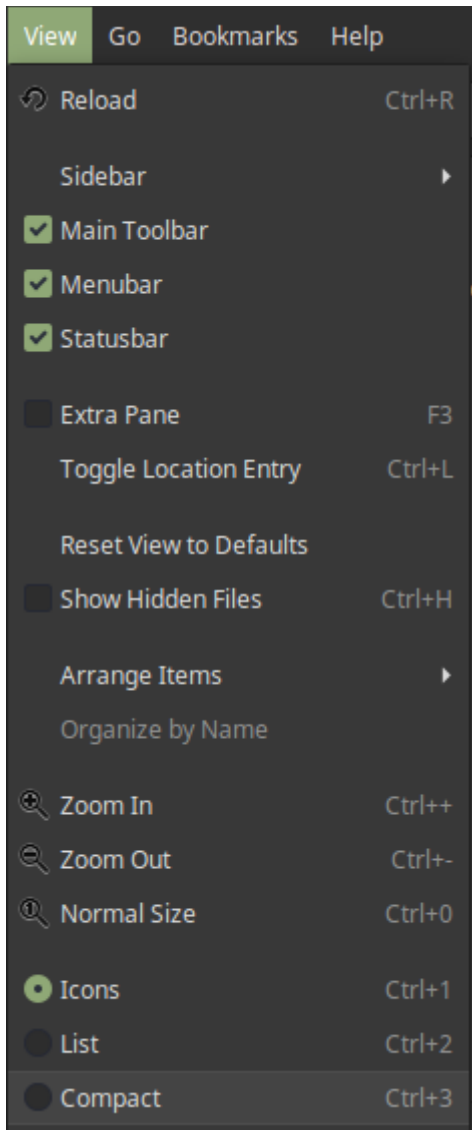 View Go Bookmarks Help
Reload Ctrl+R
Sidebar
Main Toolbar
Menubar
Statusbar
Extra Pane F3
Toggle Location Entry Ctrl+L
Reset View to Defaults
Show Hidden Files Ctrl+H
Arrange Items
Organize by Name
Zoom In Ctrl++
Zoom Out Ctrl+-
Normal Size Ctrl+0
Icons Ctrl+1
List Ctrl+2
Compact Ctrl+3